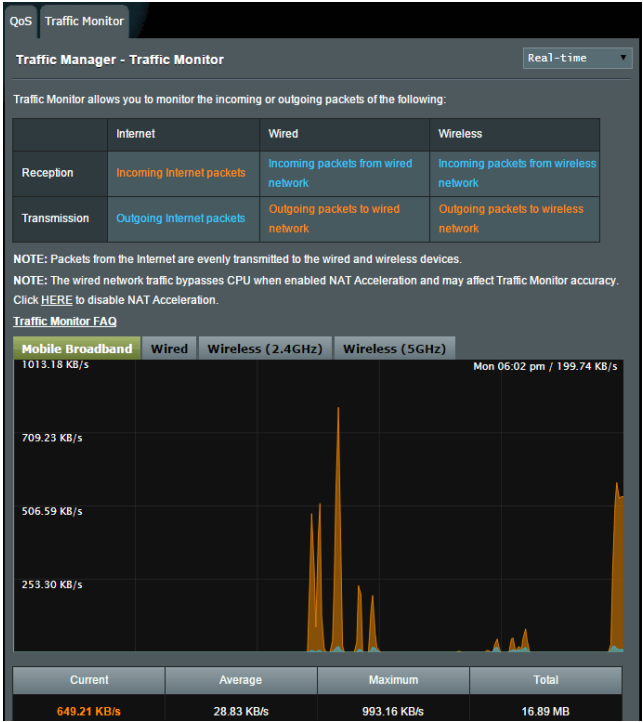 QoS Traffic Monitor
Traffic Manager - Traffic Monitor Real-time
Traffic Monitor allows you to monitor the incoming or outgoing packets of the following:
Internet Wired Wireless
Reception Incoming Internet packets Incoming packets from wired network Incoming packets from wireless network
Transmission Outgoing Internet packets Outgoing packets to wired network Outgoing packets to wireless network
NOTE: Packets from the Internet are evenly transmitted to the wired and wireless devices.
NOTE: The wired network traffic bypasses CPU when enabled NAT Acceleration and may affect Traffic Monitor accuracy.
Click HERE to disable NAT Acceleration.
Traffic Monitor FAQ
Mobile Broadband Wired Wireless (2.4GHz) Wireless (5GHz)
1013.18 KB/s Mon 06:02 pm / 199.74 KB/s
709.23 KB/s
506.59 KB/s
253.30 KB/s
Current Average Maximum Total
649.21 KB/s 28.83 KB/s 993.16 KB/s 16.89 MB